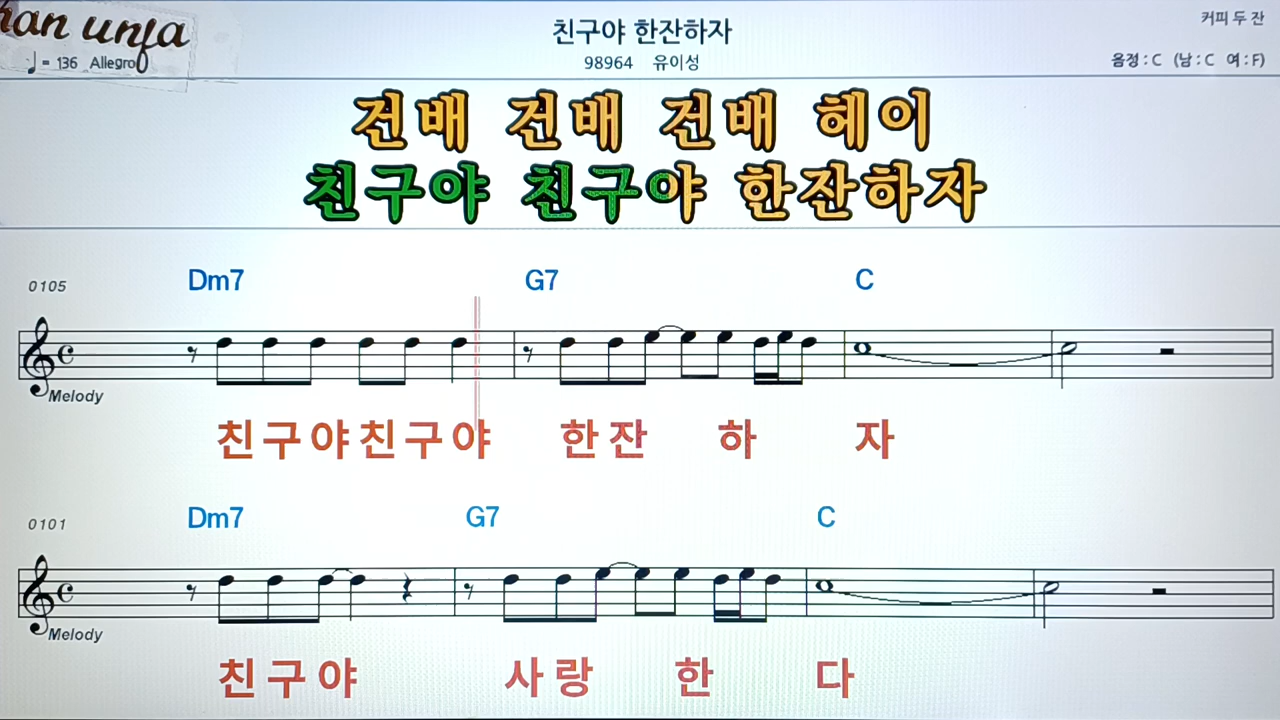 han unfa
친구야 한잔하자
커피 두 잔
♩ = 136 Allegro
98964 유이성
음정 : C (남 : C 여 : F)
건배 건배 건배 헤이
친구야 친구야 한잔하자
0105 Dm7 G7 C
Melody
친구야친구야 한잔 하 자
0101 Dm7 G7 C
Melody
친구야 사랑 한 다